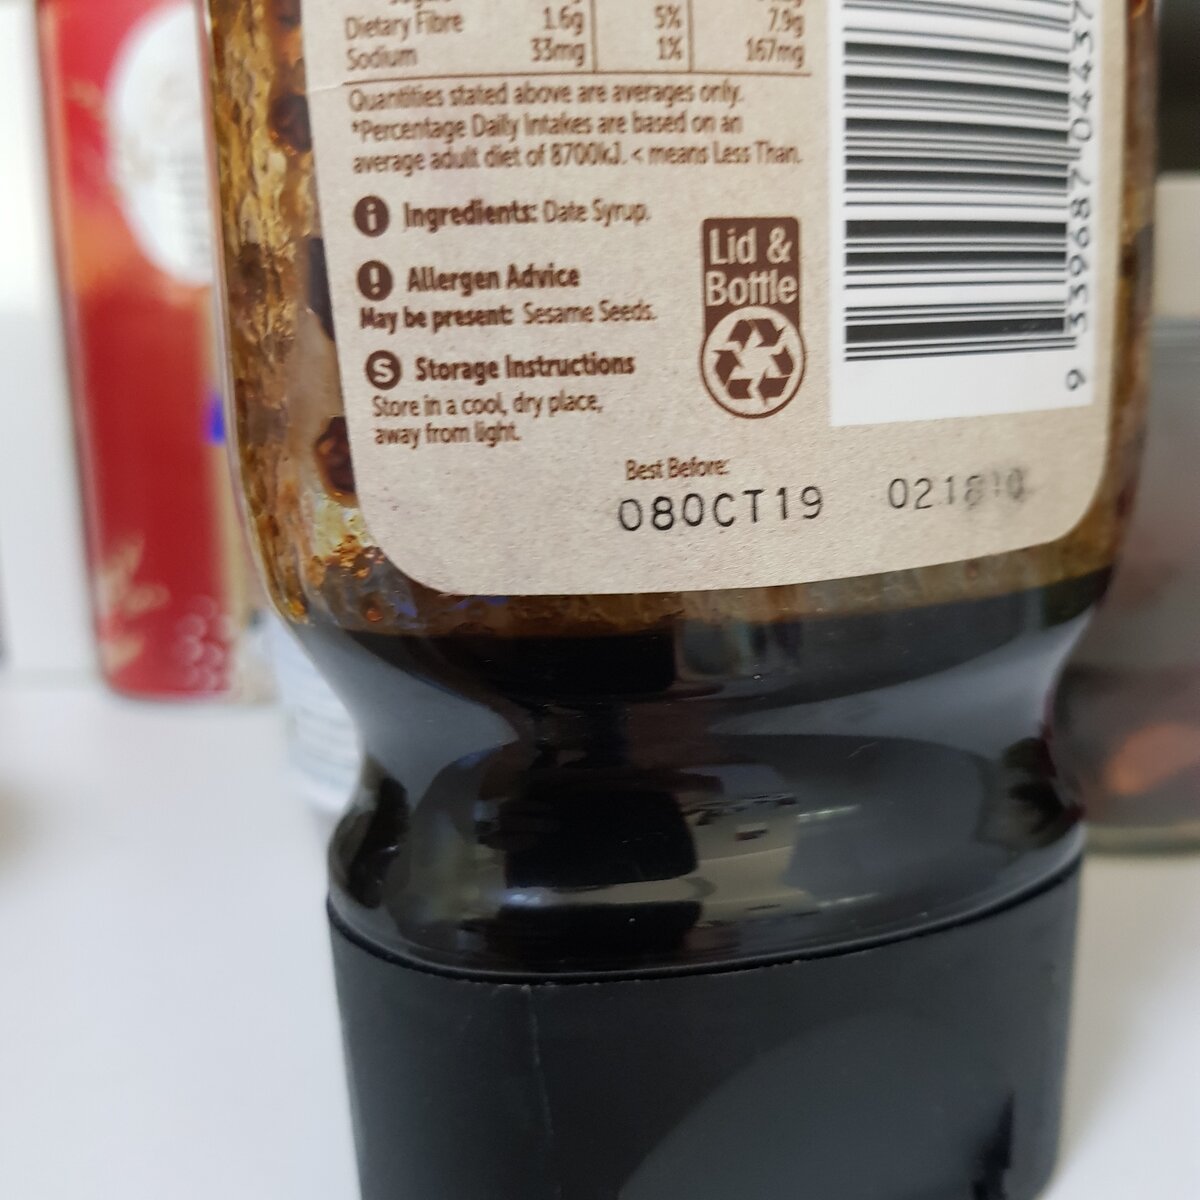 Dietary Fibre 1.6g 5% 7.9g
Sodium 33mg 1% 167mg
Quantities stated above are averages only.
*Percentage Daily Intakes are based on an
average adult diet of 8700kJ. < means Less Than.
i Ingredients: Date Syrup.
! Allergen Advice
May be present: Sesame Seeds.
S Storage Instructions
Store in a cool, dry place,
away from light.
Lid &
Bottle
Best Before:
08OCT19
9 339687 04437